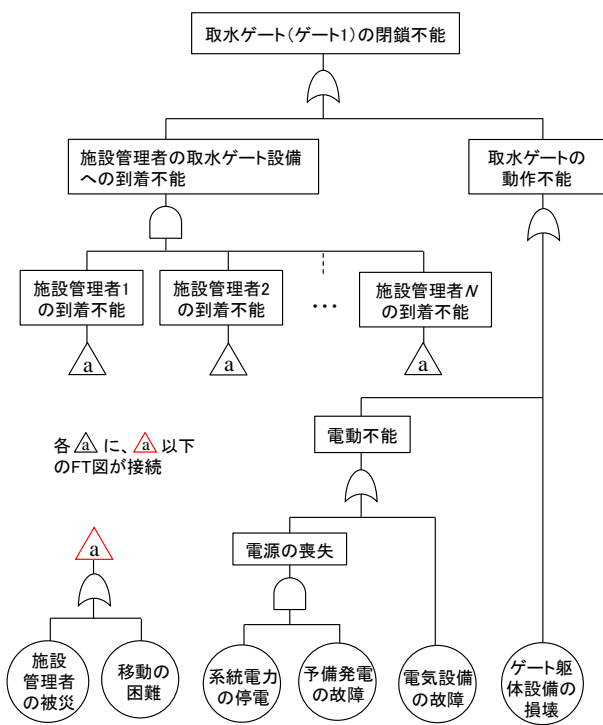 取水ゲート(ゲート1)の閉鎖不能
施設管理者の取水ゲート設備
への到着不能
取水ゲートの
動作不能
施設管理者1
の到着不能
施設管理者2
の到着不能
…
施設管理者N
の到着不能
a
a
a
各 a に、a 以下
のFT図が接続
電動不能
a
電源の喪失
施設
管理者
の被災
移動の
困難
系統電力
の停電
予備発電
の故障
電気設備
の故障
ゲート躯
体設備の
損壊